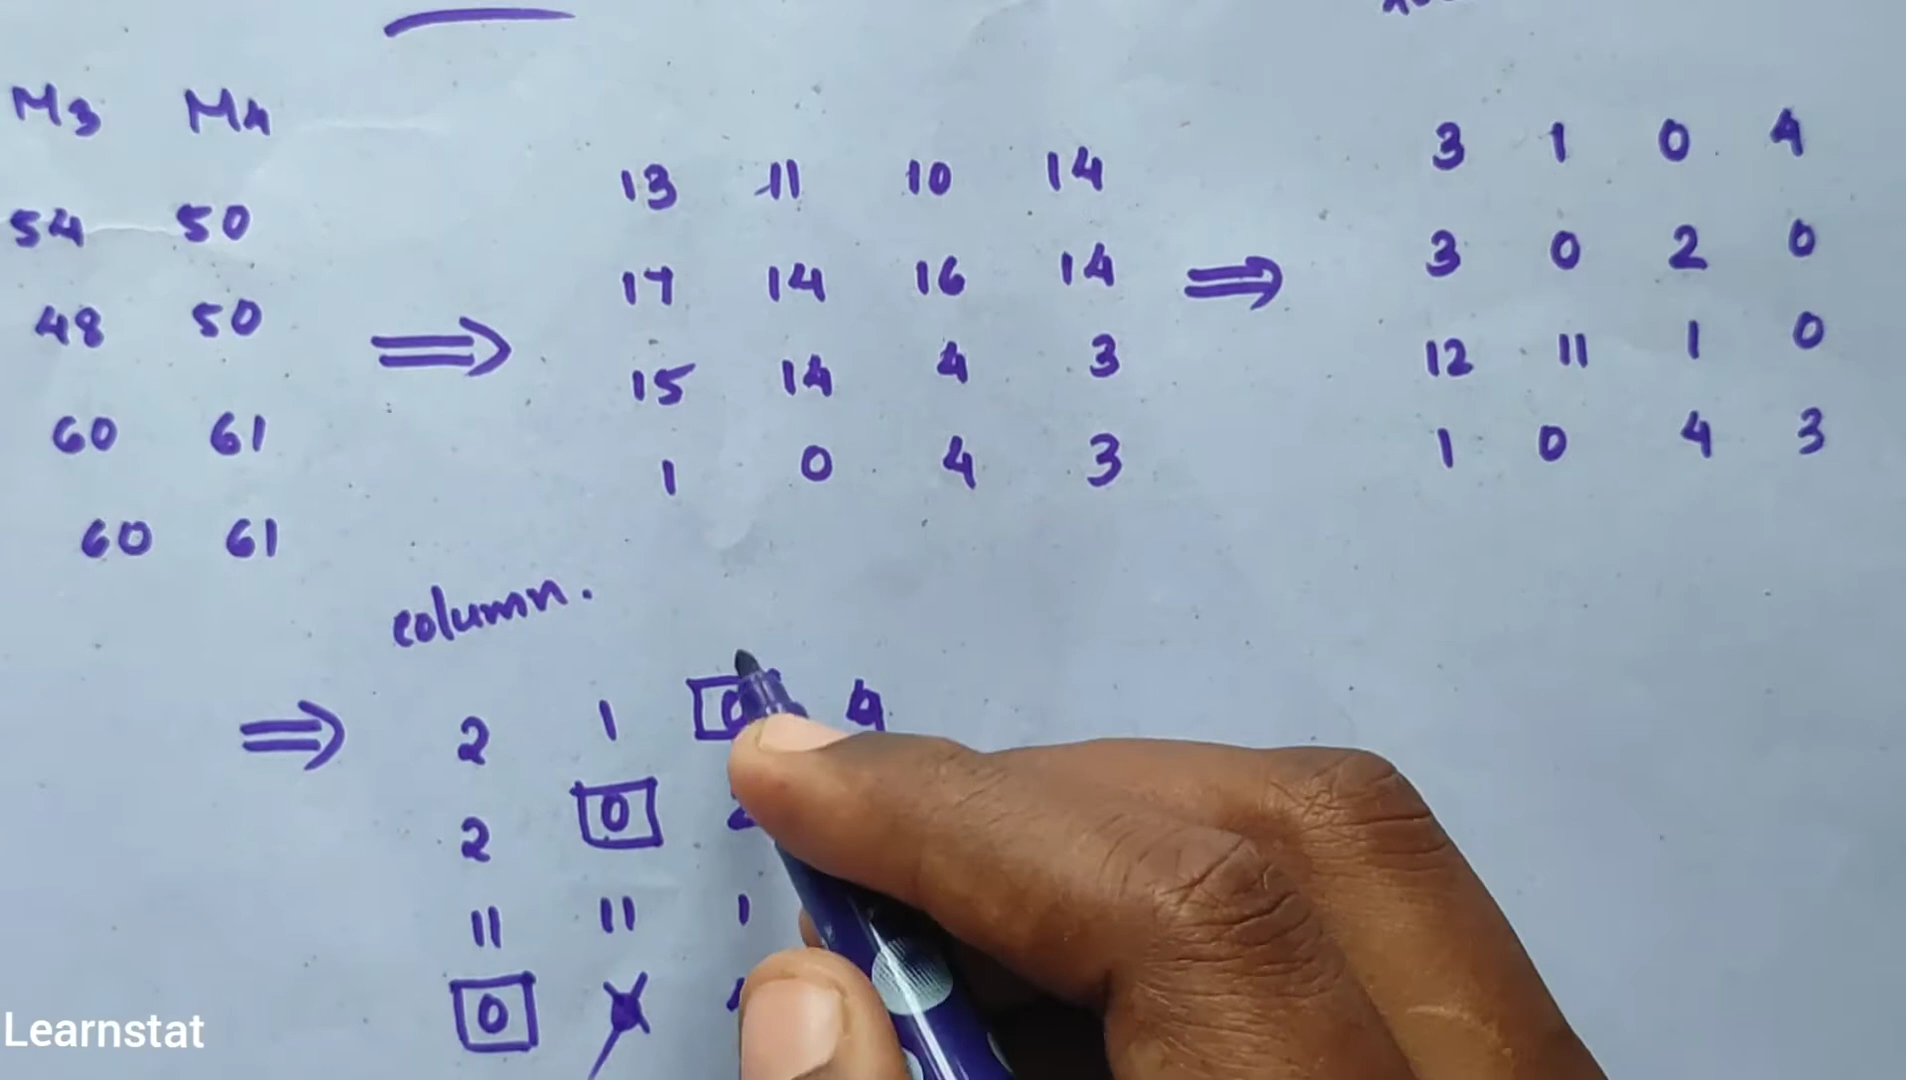 M3 M4
54 50
48 50
60 61
60 61
13 11 10 14
17 14 16 14
15 14 4 3
1 0 4 3
3 1 0 4
3 0 2 0
12 11 1 0
1 0 4 3
column.
2 1 0 4
2 0 2
11 11 1
0
Learnstat